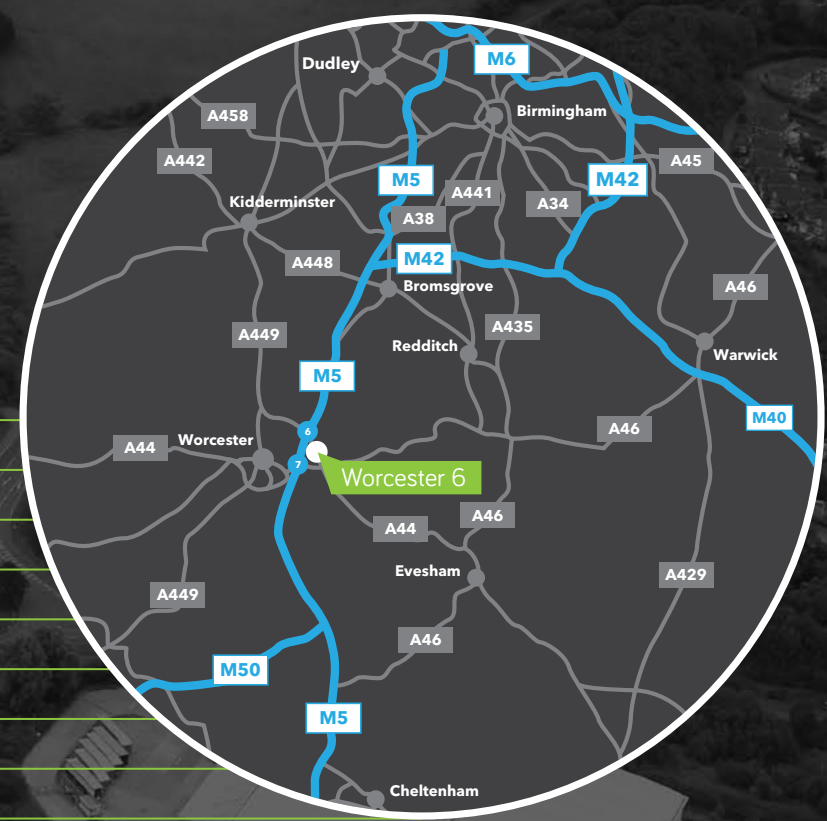 M6
Dudley
Birmingham
A458
A442
A45
M5
M42
A441
Kidderminster
A34
A38
M42
A448
Bromsgrove
A46
A449
A435
Redditch
Warwick
M5
M40
A46
6
Worcester
A44
7
Worcester 6
A44
A46
Evesham
A429
A449
A46
M50
M5
Cheltenham